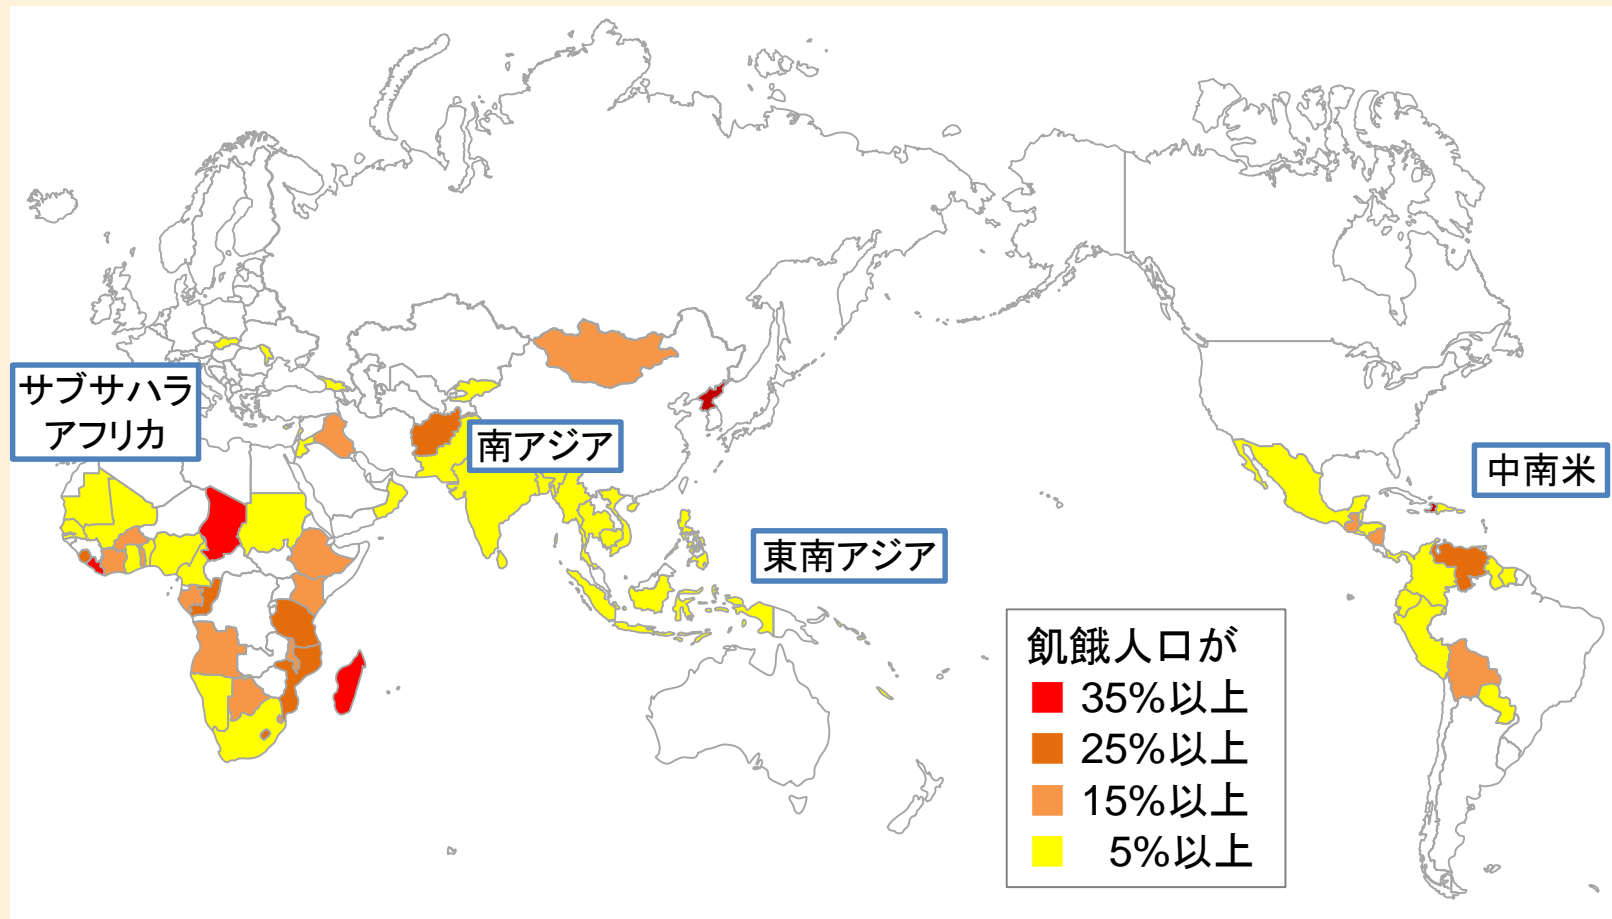 サブサハラ
アフリカ
南アジア
東南アジア
中南米
飢餓人口が
35%以上
25%以上
15%以上
5%以上